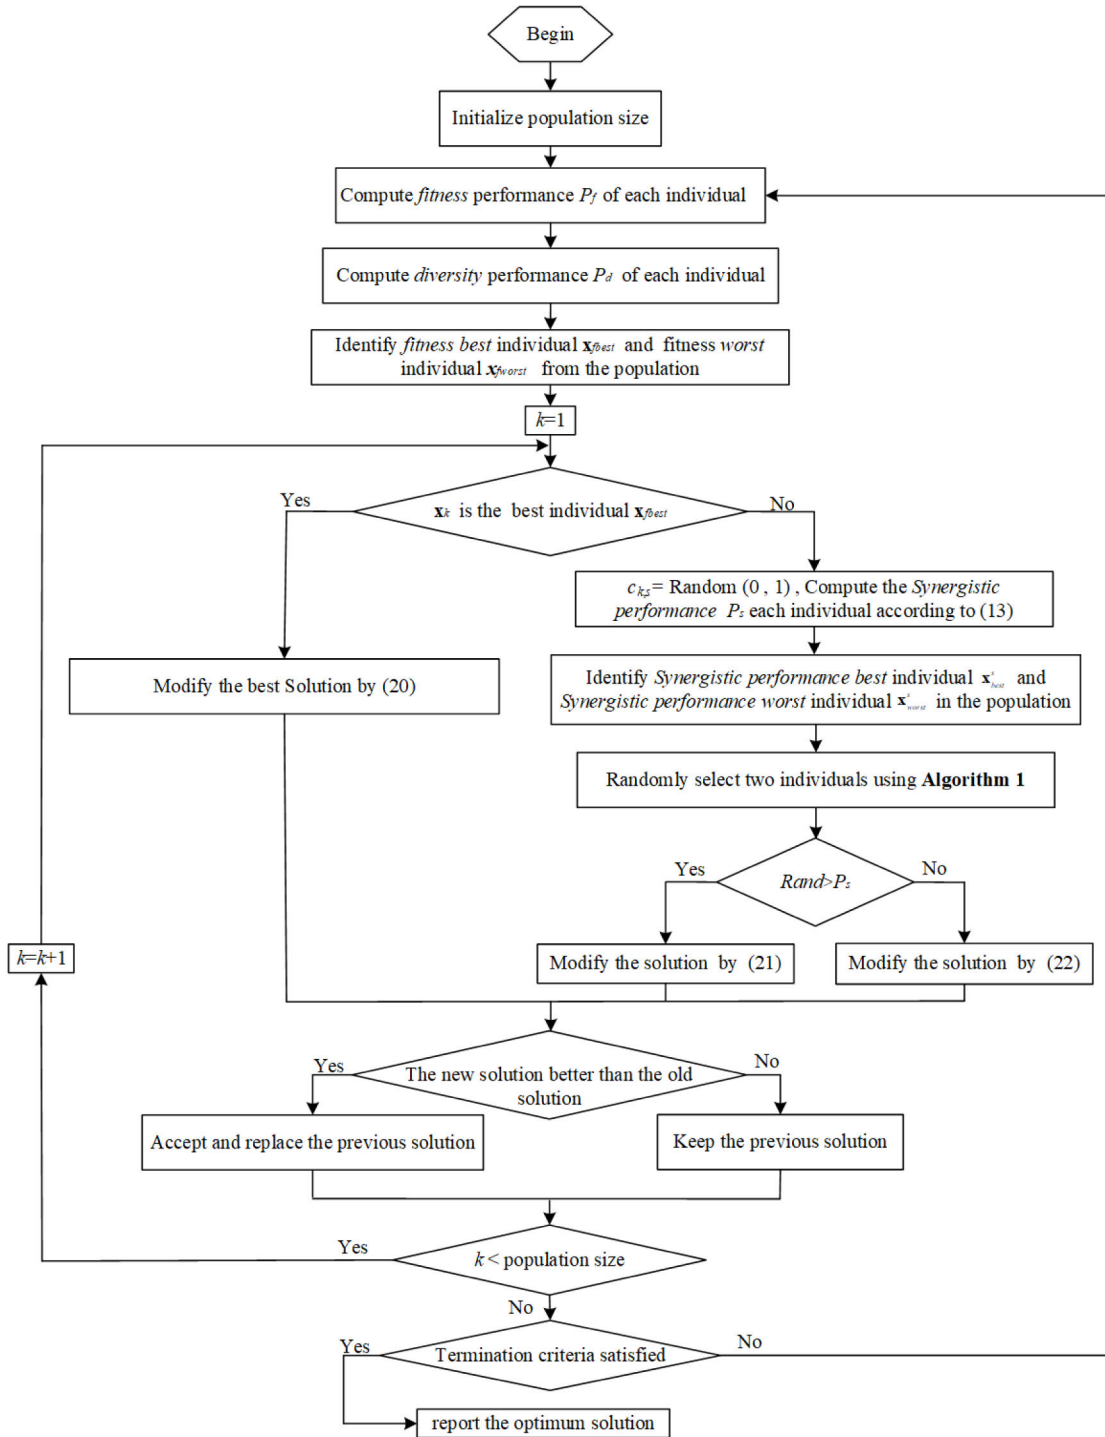 Begin
Initialize population size
Compute fitness performance Pf of each individual
Compute diversity performance Pd of each individual
Identify fitness best individual xfbest and fitness worst
individual xfworst from the population
k=1
Yes
xk is the best individual xfbest
No
ck,s= Random (0 , 1) , Compute the Synergistic
performance Ps each individual according to (13)
Modify the best Solution by (20)
Identify Synergistic performance best individual x^s_best and
Synergistic performance worst individual x^s_worst in the population
Randomly select two individuals using Algorithm 1
Yes
Rand>Ps
No
k=k+1
Modify the solution by (21)
Modify the solution by (22)
Yes
The new solution better than the old
solution
No
Accept and replace the previous solution
Keep the previous solution
Yes
k < population size
No
Yes
Termination criteria satisfied
No
report the optimum solution